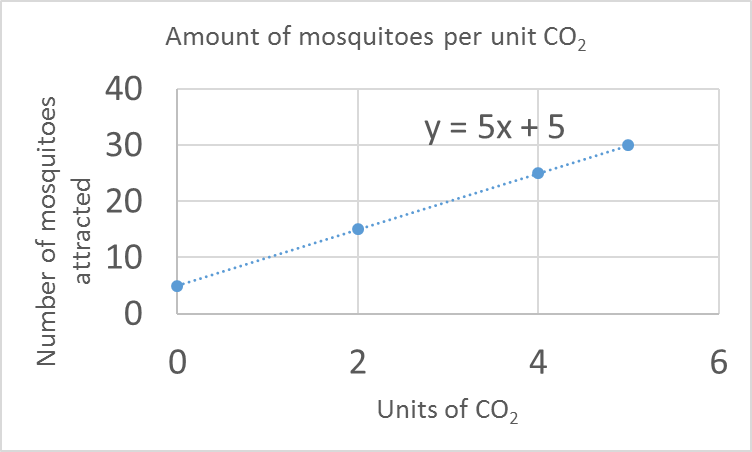 Amount of mosquitoes per unit CO₂
Number of mosquitoes
attracted
40
30
20
10
0
y = 5x + 5
0 2 4 6
Units of CO₂